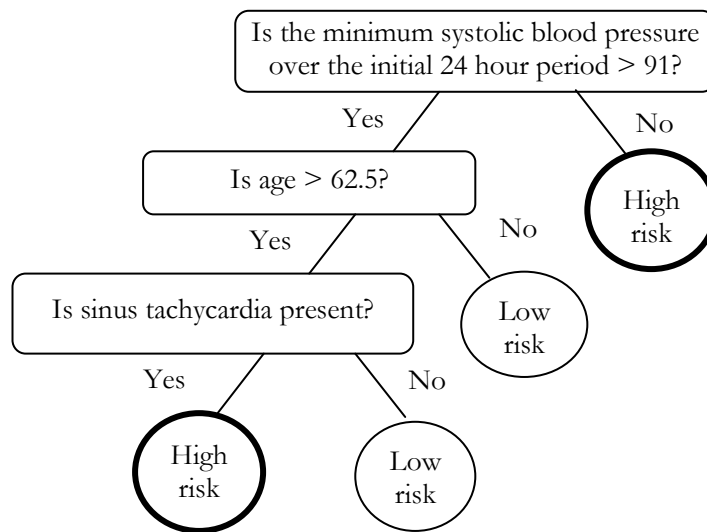 Is the minimum systolic blood pressure
over the initial 24 hour period > 91?
Yes
No
Is age > 62.5?
High
risk
Yes
No
Is sinus tachycardia present?
Low
risk
Yes
No
High
risk
Low
risk